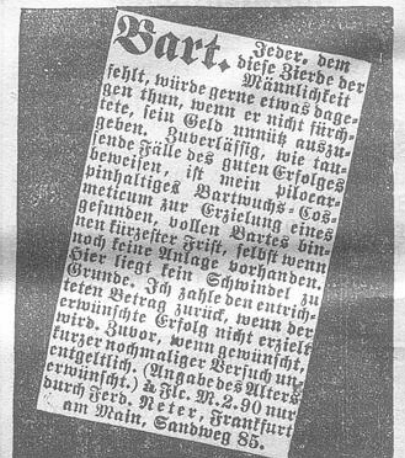 Bart. Jeder, dem
diese Zierde der
Männlichkeit
fehlt, würde gerne etwas dage-
gen thun, wenn er nicht fürch-
tete, sein Geld unnütz auszu-
geben. Zuverlässig, wie tau-
sende Fälle des guten Erfolges
beweisen, ist mein pilocar-
pinhaltiges Bartwuchs-Cos-
meticum zur Erzielung eines
gesunden, vollen Bartes bin-
nen kürzester Frist, selbst wenn
noch keine Anlage vorhanden.
Hier liegt kein Schwindel zu
Grunde. Ich zahle den entrich-
teten Betrag zurück, wenn der
erwünschte Erfolg nicht erzielt
wird. Zuvor, wenn gewünscht,
kurzer nochmaliger Versuch un-
entgeltlich. (Angabe des Alters
erwünscht.) à Flc. M. 2.90 nur
durch Ferd. Reter, Frankfurt
am Main, Sandweg 85.